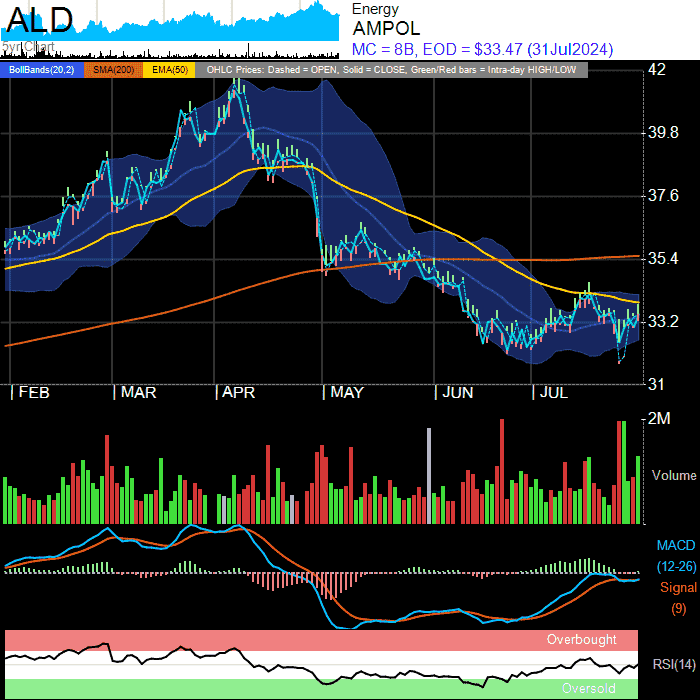 ALD
5yr Chart
Energy
AMPOL
MC = 8B, EOD = $33.47 (31Jul2024)
BollBands(20,2) SMA(200) EMA(50) OHLC Prices: Dashed = OPEN, Solid = CLOSE, Green/Red bars = Intra-day HIGH/LOW
42
39.8
37.6
35.4
33.2
31
| FEB | MAR | APR | MAY | JUN | JUL
2M
Volume
MACD
(12-26)
Signal
(9)
Overbought
RSI(14)
Oversold